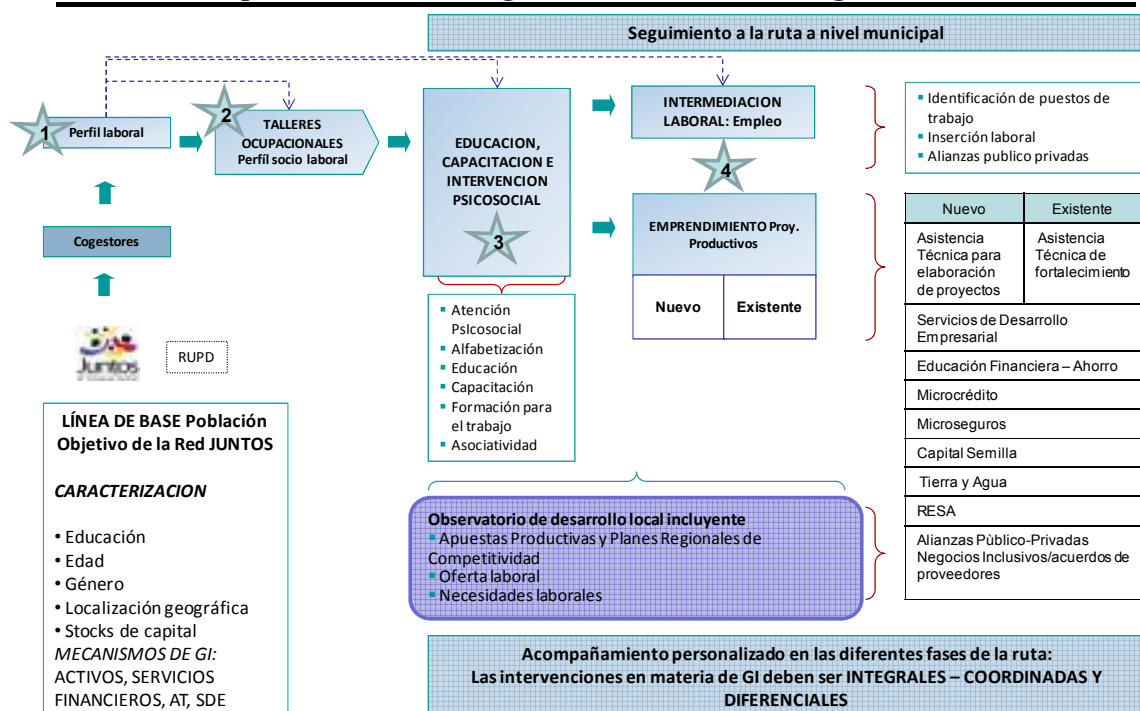 Seguimiento a la ruta a nivel municipal
1
Perfil laboral
2
TALLERES
OCUPACIONALES
Perfíl socio laboral
EDUCACION,
CAPACITACION E
INTERVENCION
PSICOSOCIAL
3
INTERMEDIACION
LABORAL: Empleo
4
EMPRENDIMIENTO Proy.
Productivos
Nuevo
Existente
▪ Identificación de puestos de
trabajo
▪ Inserción laboral
▪ Alianzas publico privadas
Nuevo
Existente
Asistencia
Técnica para
elaboración
de proyectos
Asistencia
Técnica de
fortalecimiento
Servicios de Desarrollo
Empresarial
Educación Financiera – Ahorro
Microcrédito
Microseguros
Capital Semilla
Tierra y Agua
RESA
Alianzas Pùblico-Privadas
Negocios Inclusivos/acuerdos de
proveedores
Cogestores
Juntos
RUPD
▪ Atención
PsIcosocial
▪ Alfabetización
▪ Educación
▪ Capacitación
▪ Formación para
el trabajo
▪ Asociatividad
LÍNEA DE BASE Población
Objetivo de la Red JUNTOS
CARACTERIZACION
• Educación
• Edad
• Género
• Localización geográfica
• Stocks de capital
MECANISMOS DE GI:
ACTIVOS, SERVICIOS
FINANCIEROS, AT, SDE
Observatorio de desarrollo local incluyente
▪ Apuestas Productivas y Planes Regionales de
Competitividad
▪ Oferta laboral
▪ Necesidades laborales
Acompañamiento personalizado en las diferentes fases de la ruta:
Las intervenciones en materia de GI deben ser INTEGRALES – COORDINADAS Y
DIFERENCIALES